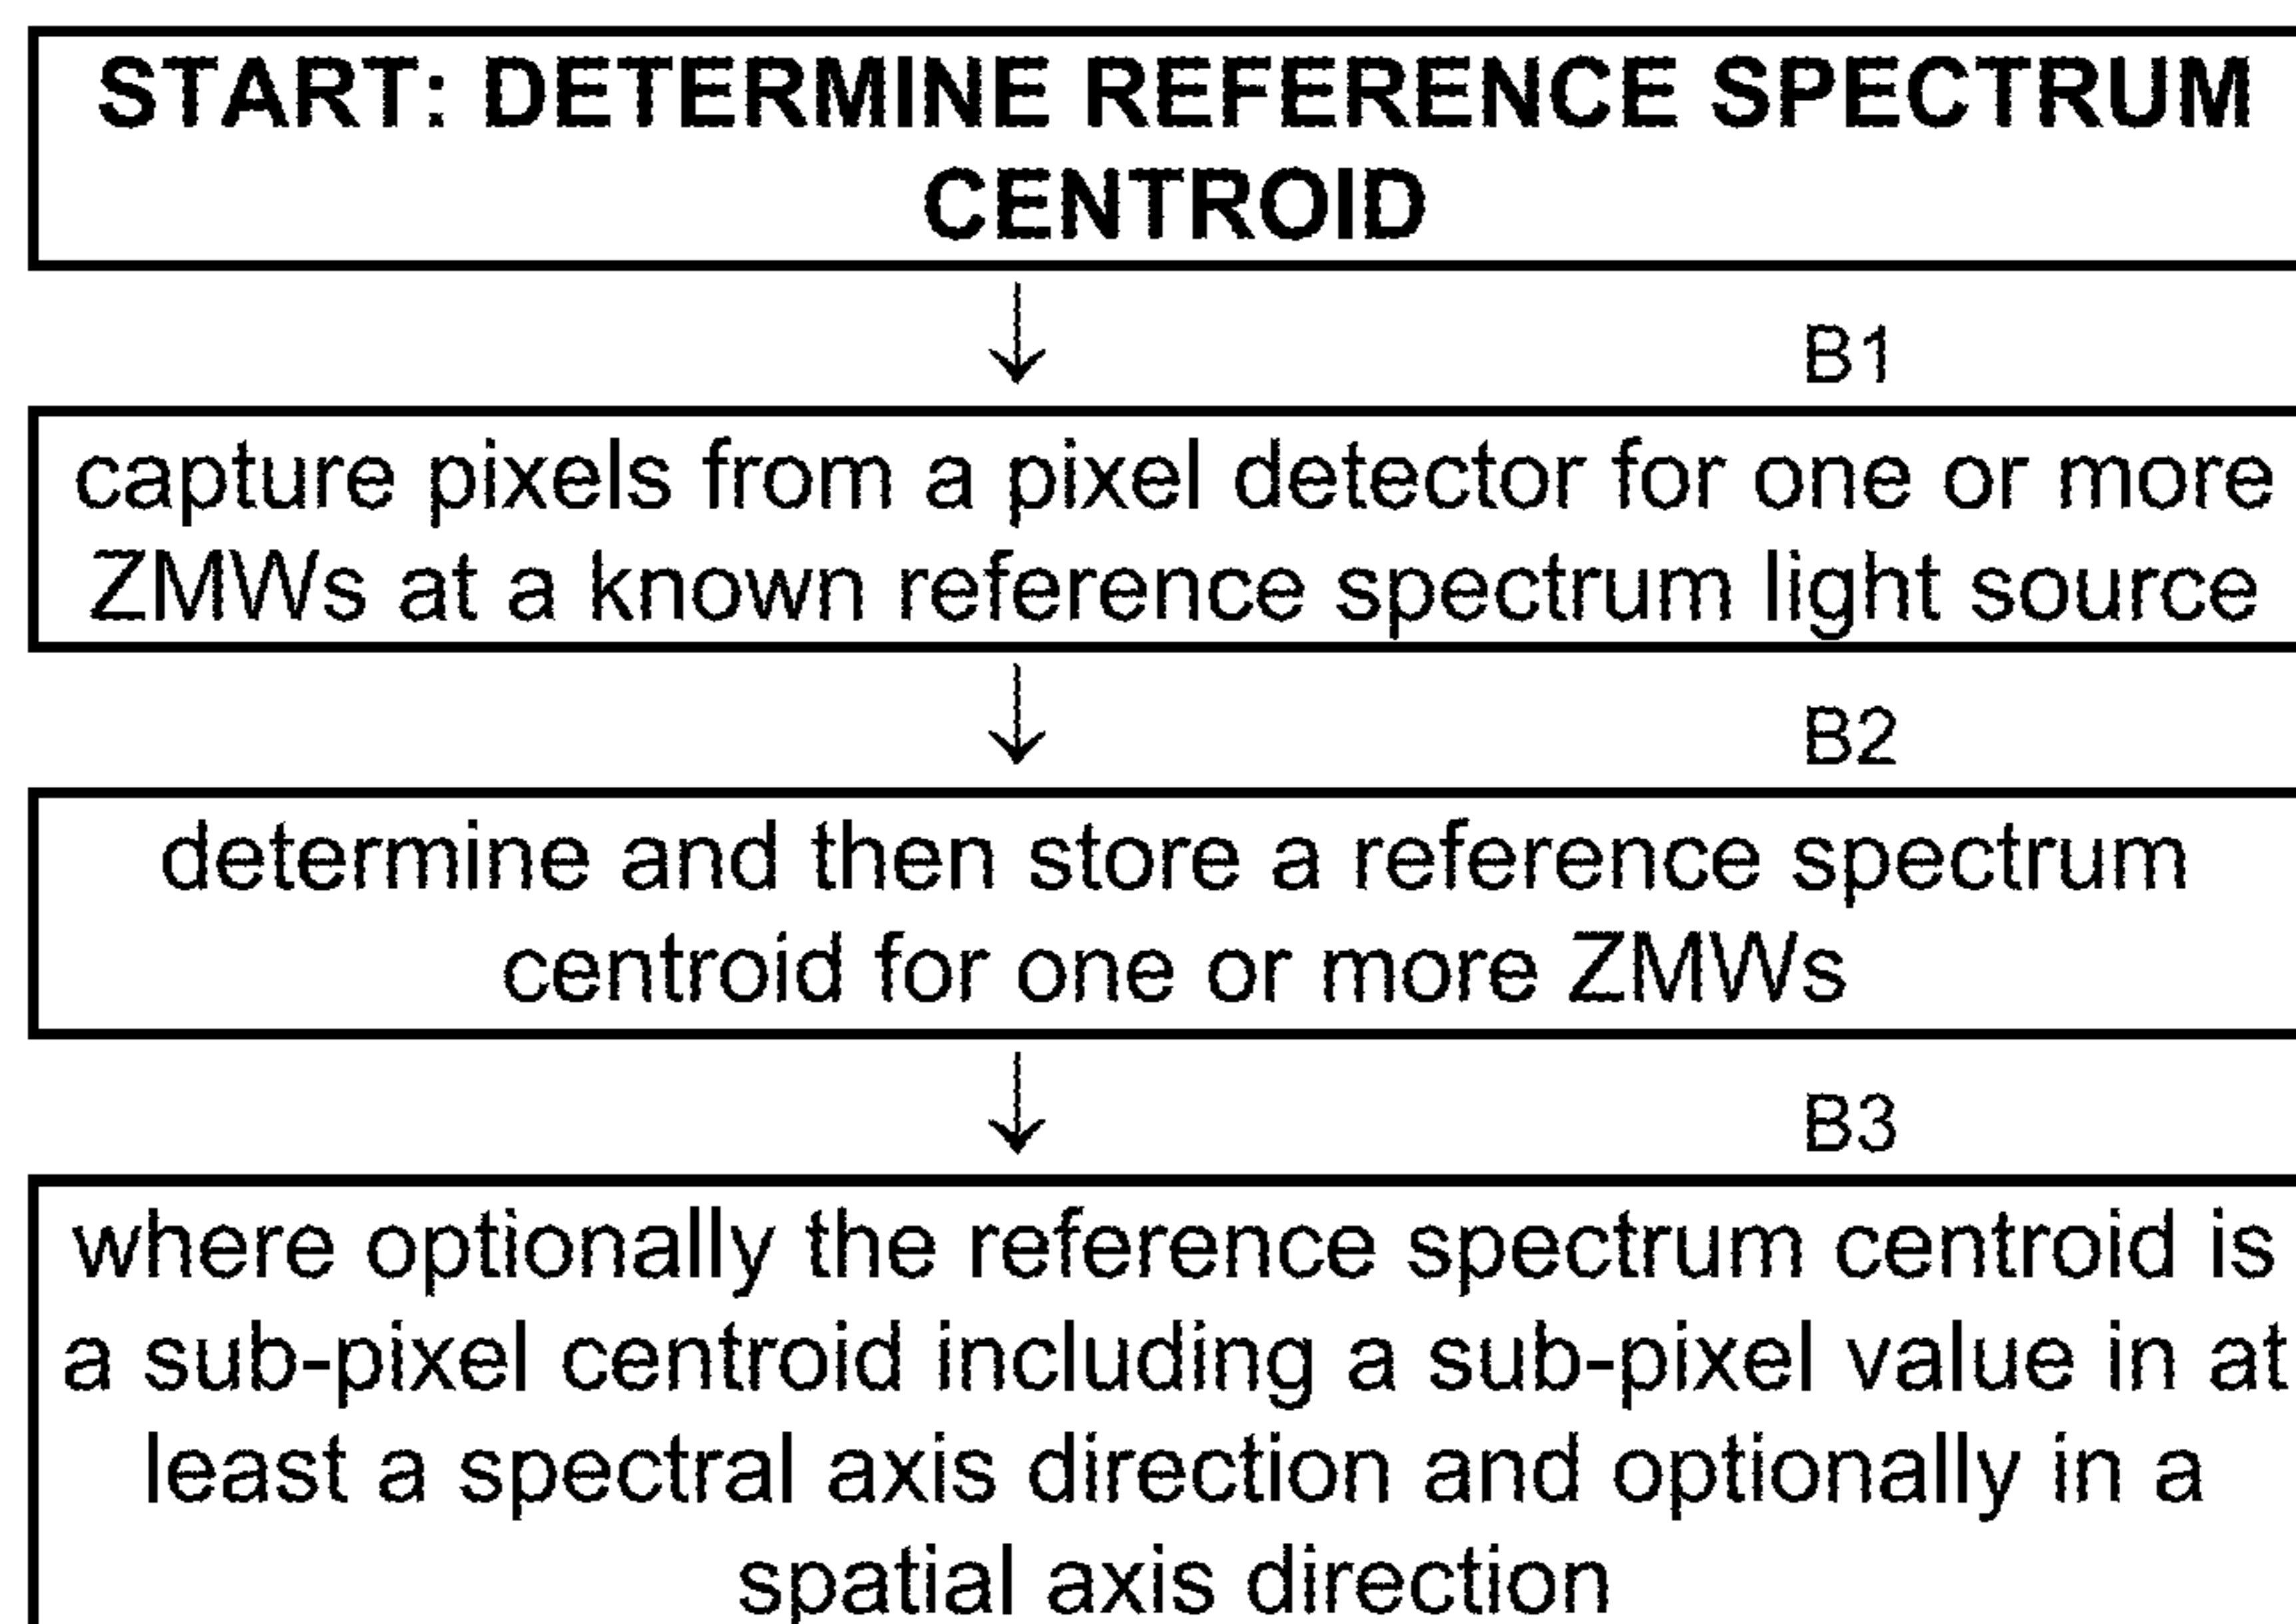 START: DETERMINE REFERENCE SPECTRUM
CENTROID
B1
capture pixels from a pixel detector for one or more
ZMWs at a known reference spectrum light source
B2
determine and then store a reference spectrum
centroid for one or more ZMWs
B3
where optionally the reference spectrum centroid is
a sub-pixel centroid including a sub-pixel value in at
least a spectral axis direction and optionally in a
spatial axis direction